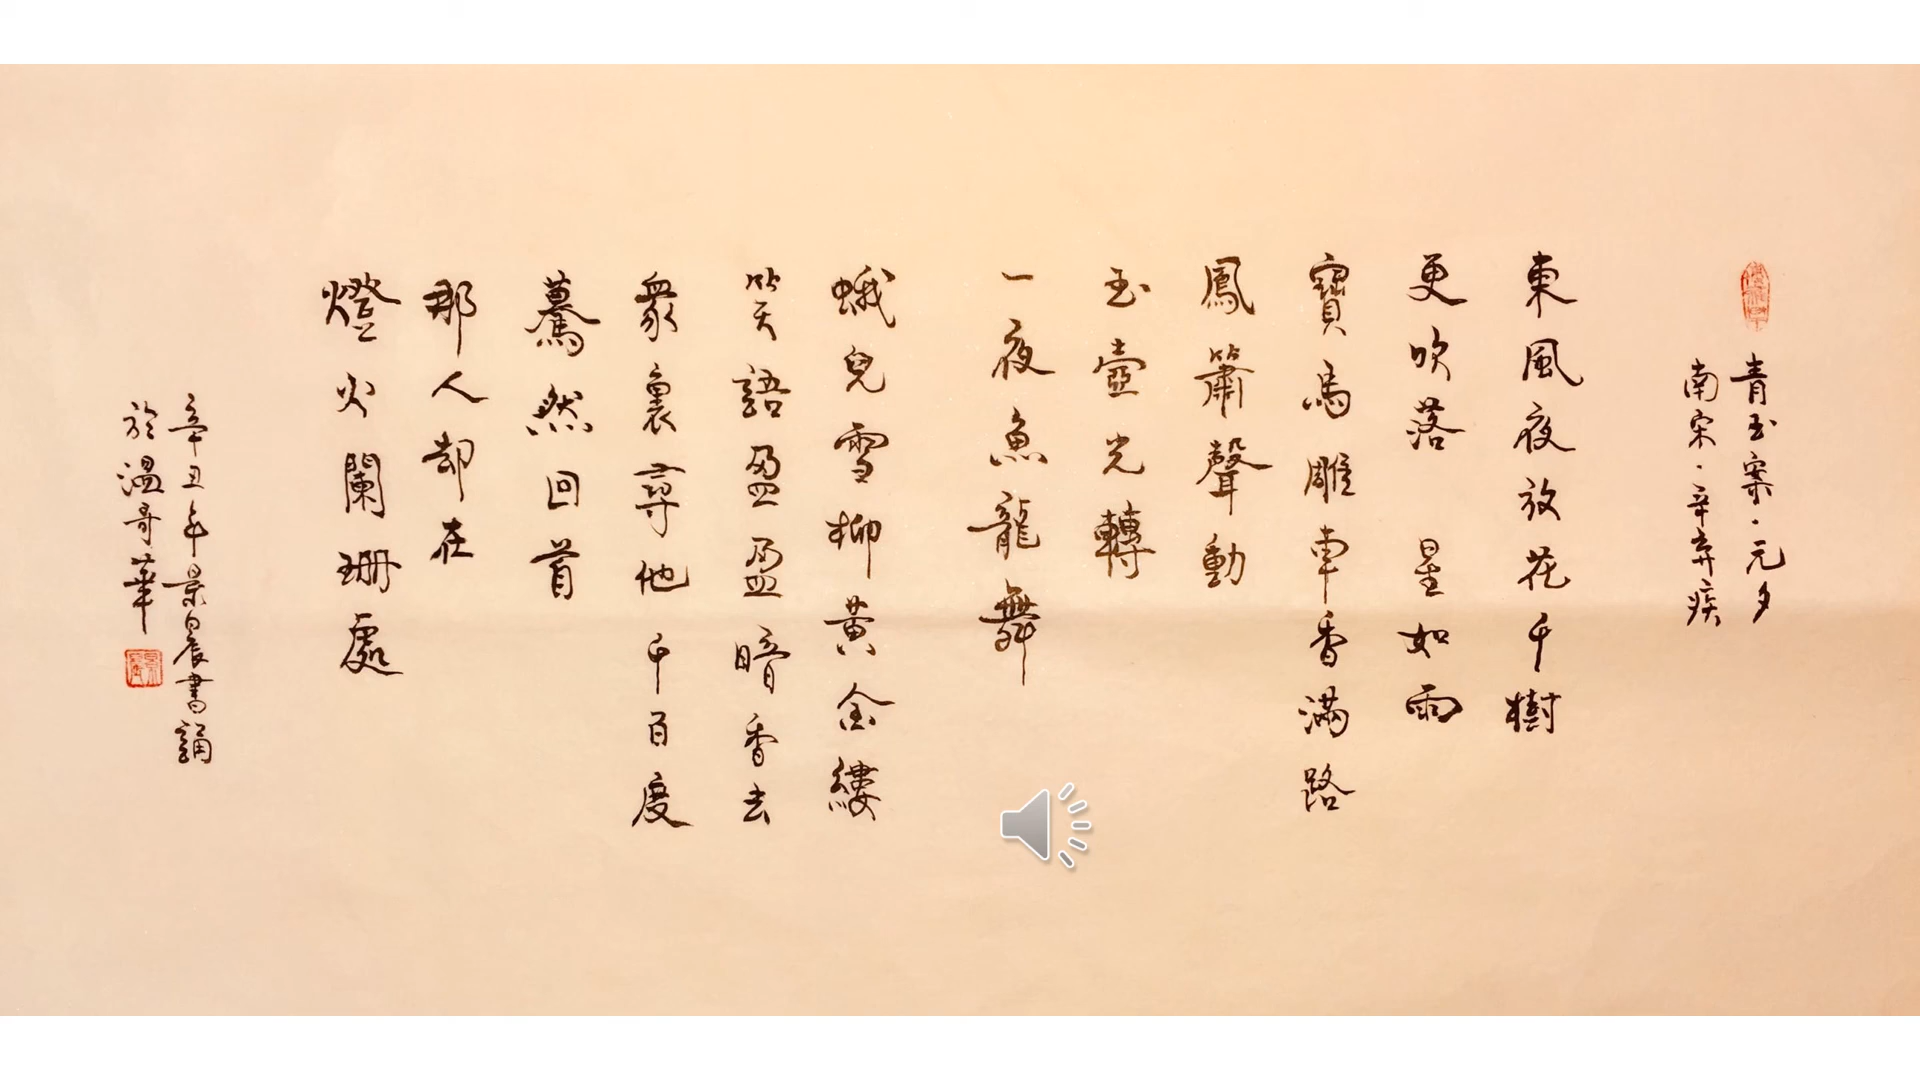 青玉案·元夕
南宋·辛弃疾
東風夜放花千樹
更吹落 星如雨
寶馬雕車香滿路
鳳簫聲動
玉壺光轉
一夜魚龍舞
蛾兒雪柳黃金縷
笑語盈盈暗香去
衆裏尋他千百度
驀然回首
那人却在
燈火闌珊處
辛丑年景晨書誦
於溫哥華